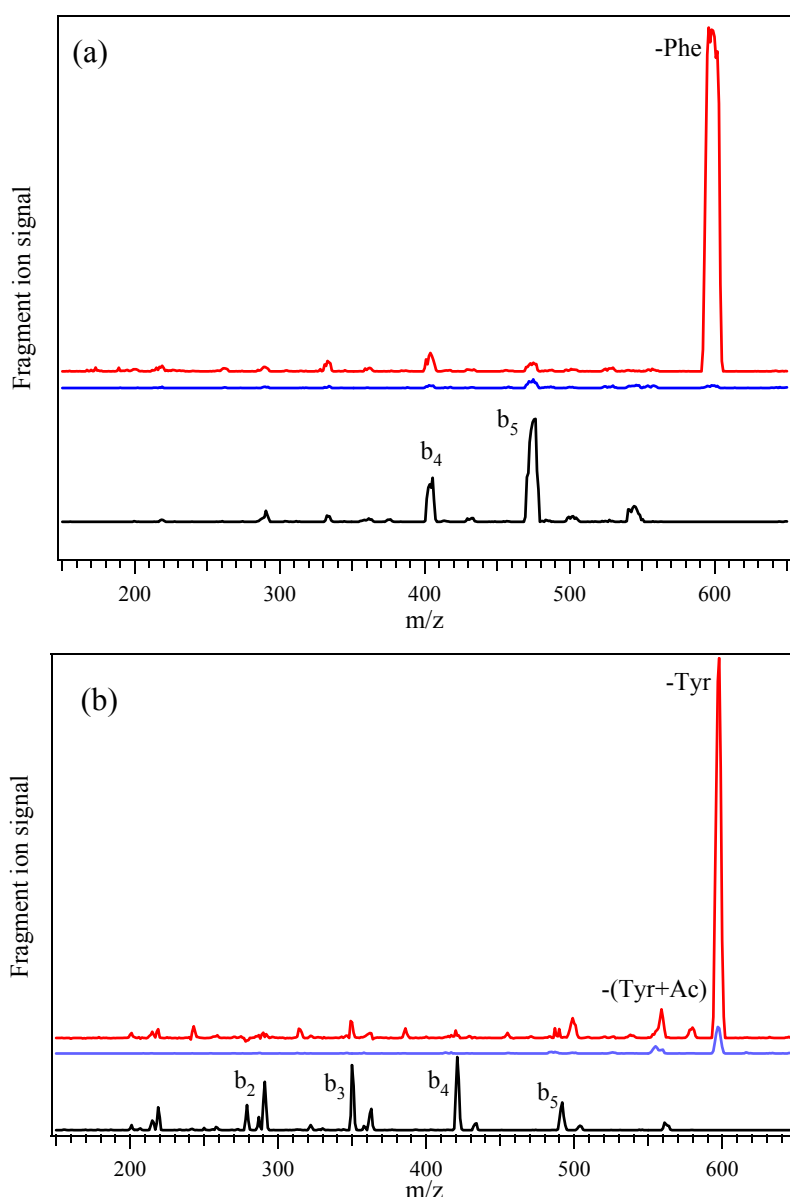 (a)
-Phe
Fragment ion signal
b₄
b₅
200 300 400 500 600
m/z
(b)
-Tyr
Fragment ion signal
-(Tyr+Ac)
b₂
b₃
b₄
b₅
200 300 400 500 600
m/z